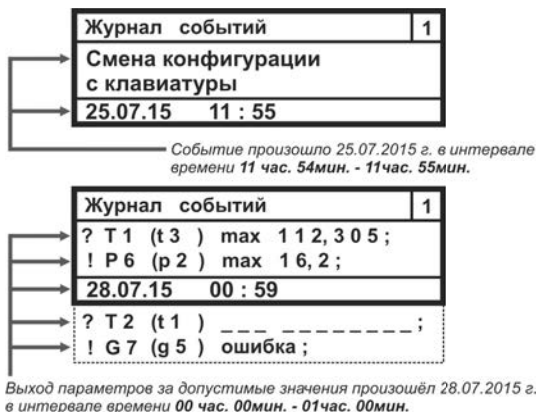 Журнал событий 1
Смена конфигурации
с клавиатуры
25.07.15 11 : 55
Событие произошло 25.07.2015 г. в интервале
времени 11 час. 54мин. - 11час. 55мин.
Журнал событий 1
? T 1 (t 3 ) max 1 1 2, 3 0 5 ;
! P 6 (p 2 ) max 1 6, 2 ;
28.07.15 00 : 59
? T 2 (t 1 ) _ _ _ _ _ _ _ _ _ _ _ ;
! G 7 (g 5 ) ошибка ;
Выход параметров за допустимые значения произошёл 28.07.2015 г.
в интервале времени 00 час. 00мин. - 01час. 00мин.